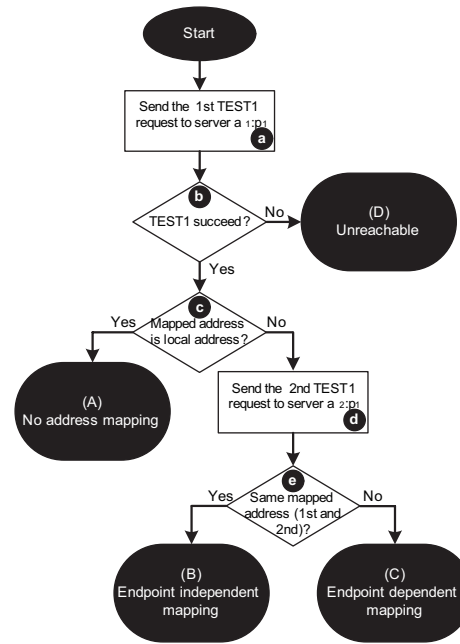 Start
Send the 1st TEST1
request to server a 1:p1
a
b
TEST1 succeed?
No
(D)
Unreachable
Yes
c
Yes
Mapped address
is local address?
No
(A)
No address mapping
Send the 2nd TEST1
request to server a 2:p1
d
e
Yes
Same mapped
address (1st and
2nd)?
No
(B)
Endpoint independent
mapping
(C)
Endpoint dependent
mapping